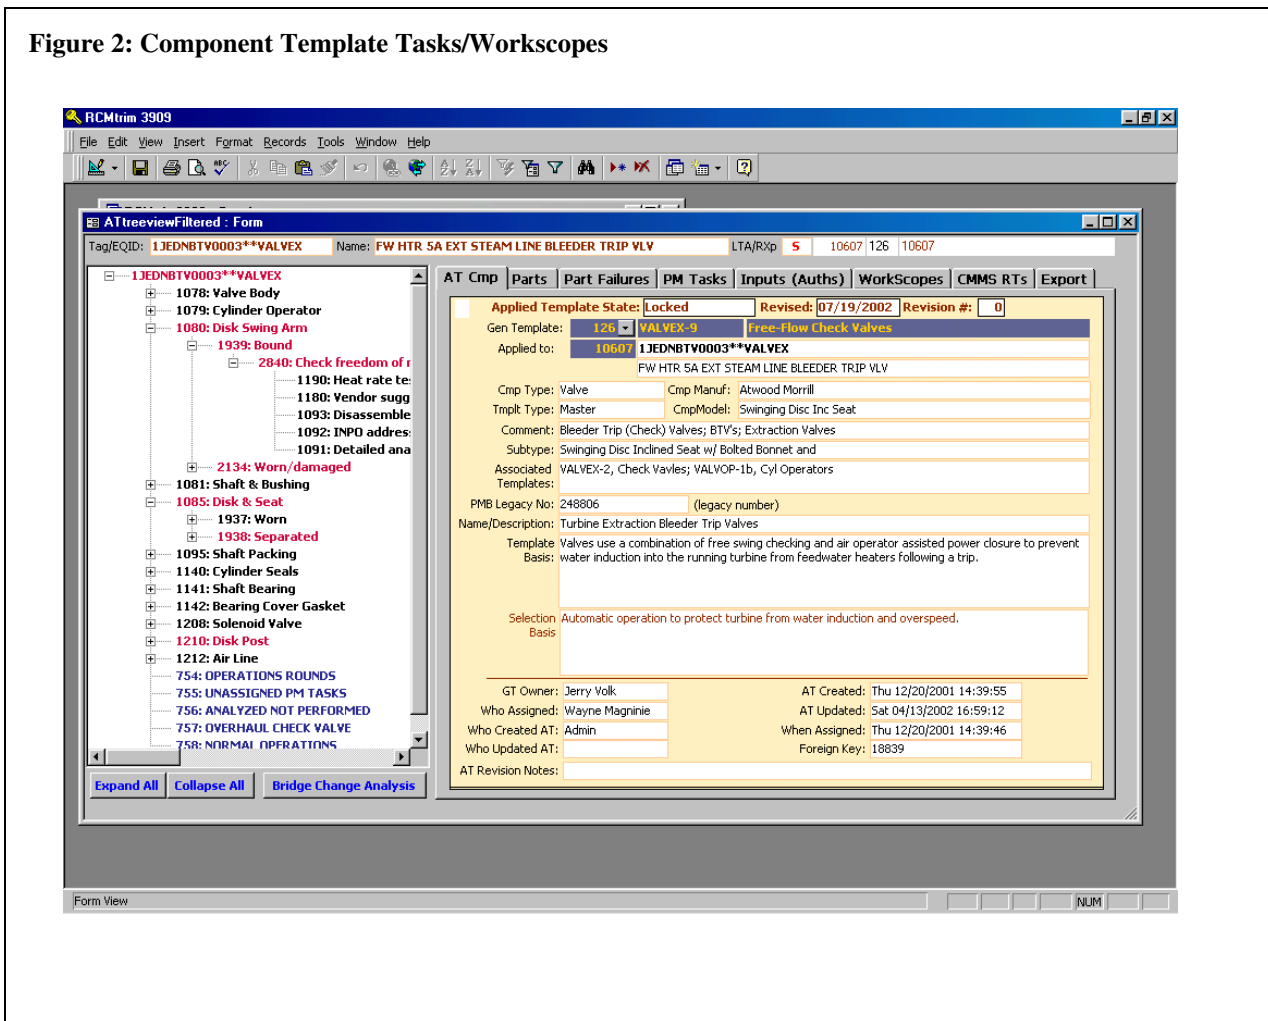 Figure 2: Component Template Tasks/Workscopes
RCMtrim 3909
File Edit View Insert Format Records Tools Window Help
ATtreeviewFiltered : Form
Tag/EQID: 1JEDNBTV0003**VALVEX Name: FW HTR 5A EXT STEAM LINE BLEEDER TRIP VLV LTA/RXp S 10607 126 10607
1JEDNBTV0003**VALVEX
1078: Valve Body
1079: Cylinder Operator
1080: Disk Swing Arm
1939: Bound
2840: Check freedom of r
1190: Heat rate te
1180: Vendor sugg
1093: Disassemble
1092: INPO addres
1091: Detailed ana
2134: Worn/damaged
1081: Shaft & Bushing
1085: Disk & Seat
1937: Worn
1938: Separated
1095: Shaft Packing
1140: Cylinder Seals
1141: Shaft Bearing
1142: Bearing Cover Gasket
1208: Solenoid Valve
1210: Disk Post
1212: Air Line
754: OPERATIONS ROUNDS
755: UNASSIGNED PM TASKS
756: ANALYZED NOT PERFORMED
757: OVERHAUL CHECK VALVE
758: NORMAL OPERATIONS
Expand All Collapse All Bridge Change Analysis
AT Cmp Parts Part Failures PM Tasks Inputs (Auths) WorkScopes CMMS RTs Export
Applied Template State: Locked Revised: 07/19/2002 Revision #: 0
Gen Template: 126 VALVEX-9 Free-Flow Check Valves
Applied to: 10607 1JEDNBTV0003**VALVEX
FW HTR 5A EXT STEAM LINE BLEEDER TRIP VLV
Cmp Type: Valve Cmp Manuf: Atwood Morrill
Tmplt Type: Master CmpModel: Swinging Disc Inc Seat
Comment: Bleeder Trip (Check) Valves; BTV's; Extraction Valves
Subtype: Swinging Disc Inclined Seat w/ Bolted Bonnet and
Associated Templates: VALVEX-2, Check Vavles; VALVOP-1b, Cyl Operators
PMB Legacy No: 248806 (legacy number)
Name/Description: Turbine Extraction Bleeder Trip Valves
Template Valves use a combination of free swing checking and air operator assisted power closure to prevent
Basis: water induction into the running turbine from feedwater heaters following a trip.
Selection Automatic operation to protect turbine from water induction and overspeed.
Basis
GT Owner: Jerry Volk AT Created: Thu 12/20/2001 14:39:55
Who Assigned: Wayne Magninie AT Updated: Sat 04/13/2002 16:59:12
Who Created AT: Admin When Assigned: Thu 12/20/2001 14:39:46
Who Updated AT: Foreign Key: 18839
AT Revision Notes:
Form View NUM